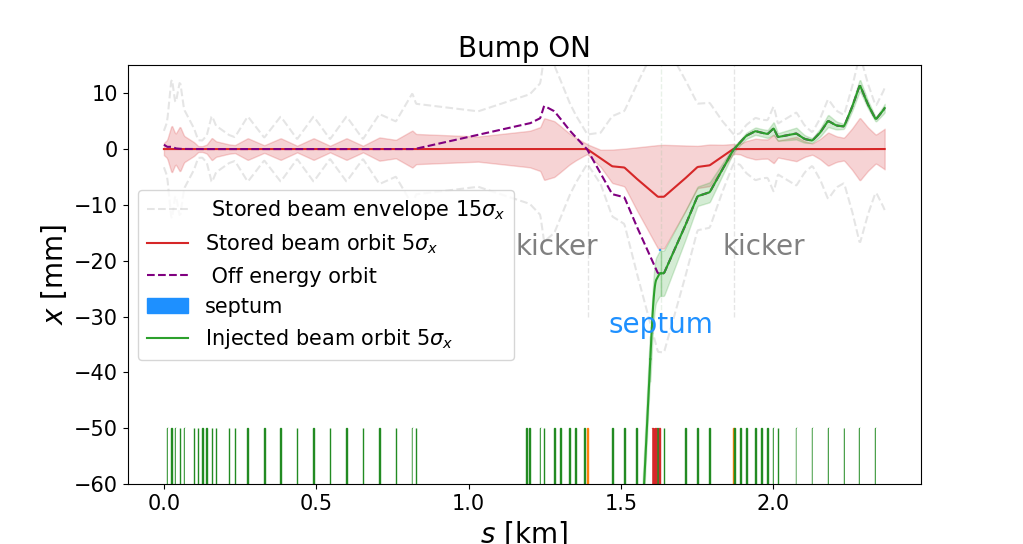 Bump ON
x [mm]
10
0
−10
−20
−30
−40
−50
−60
Stored beam envelope 15σₓ
Stored beam orbit 5σₓ
Off energy orbit
septum
Injected beam orbit 5σₓ
kicker
kicker
septum
0.0 0.5 1.0 1.5 2.0
s [km]